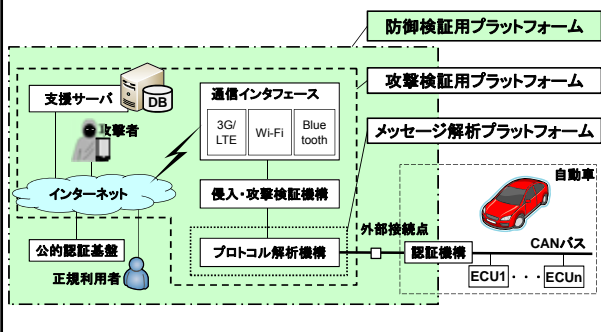 防御検証用プラットフォーム
攻撃検証用プラットフォーム
メッセージ解析プラットフォーム
支援サーバ
DB
攻撃者
通信インタフェース
3G/
LTE
Wi-Fi
Blue
tooth
インターネット
侵入・攻撃検証機構
公的認証基盤
正規利用者
プロトコル解析機構
外部接続点
認証機構
自動車
CANバス
ECU1
・・・
ECUn